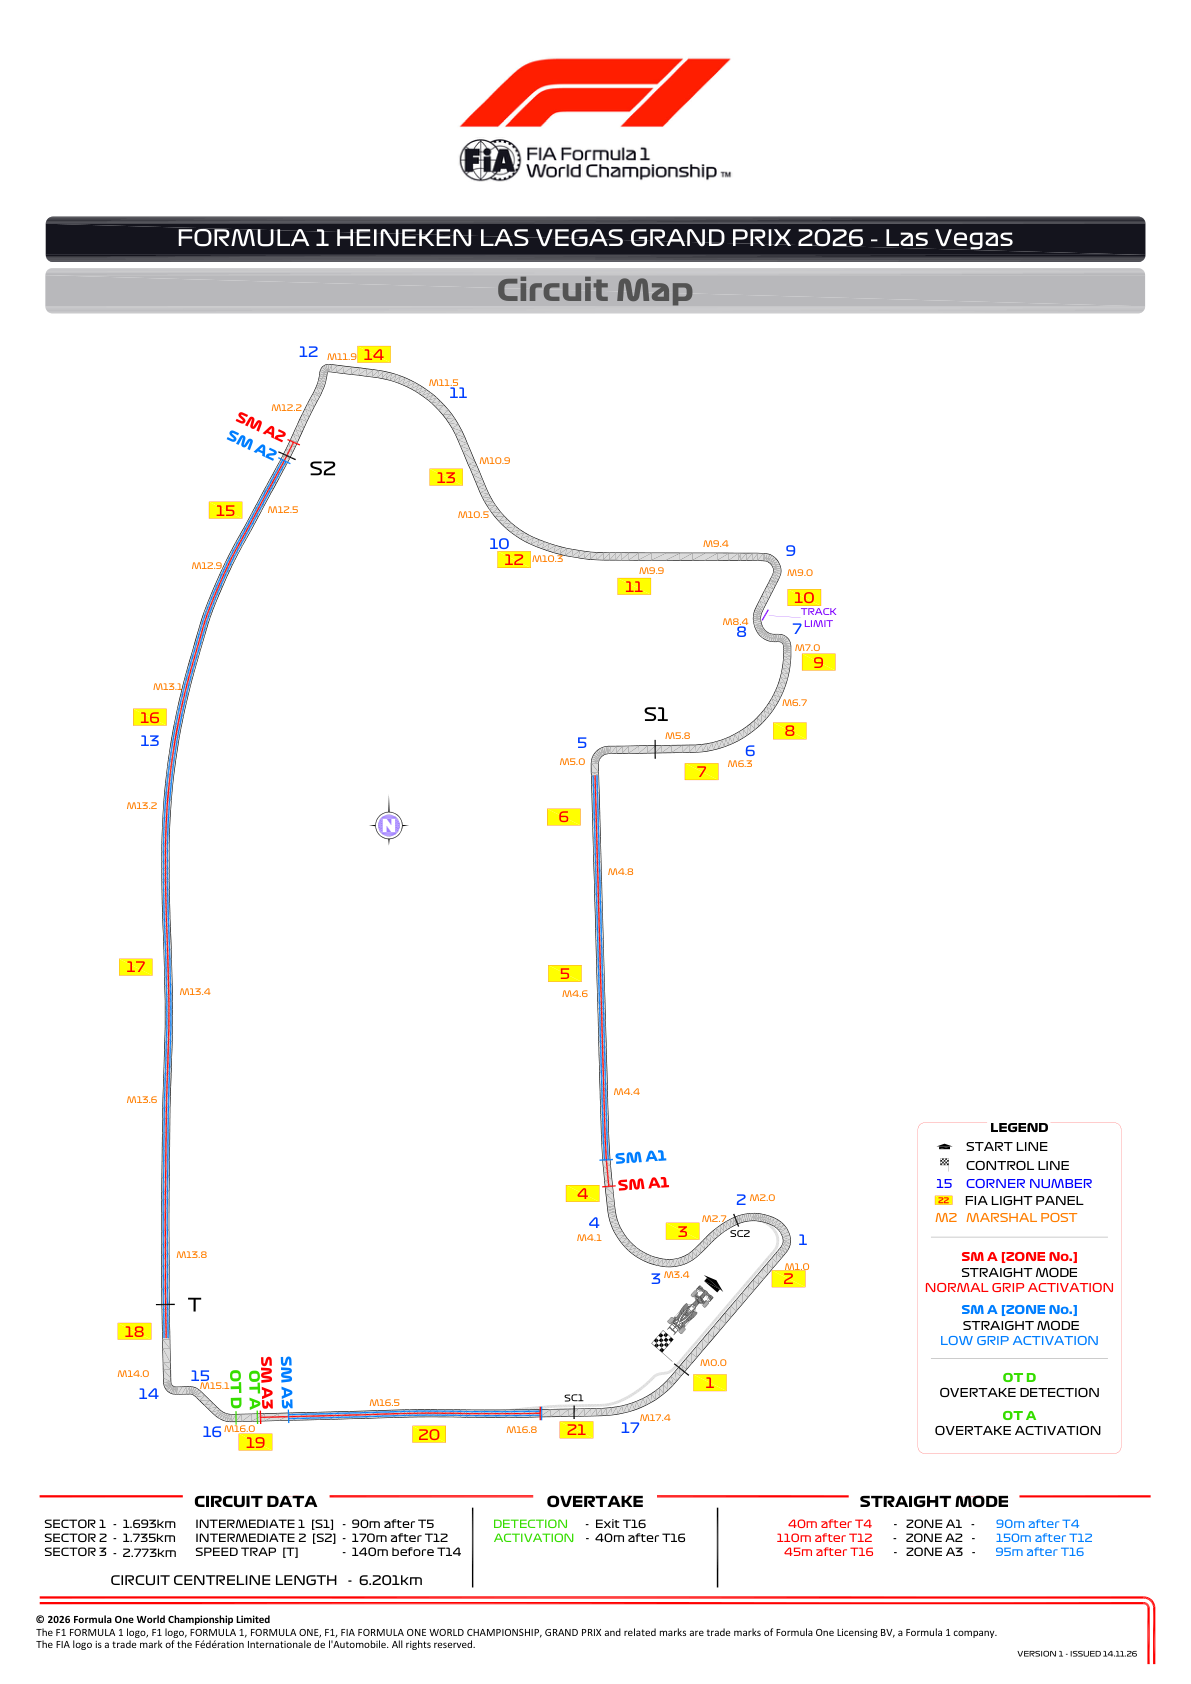 FIA Formula 1
World Championship™
FORMULA 1 HEINEKEN LAS VEGAS GRAND PRIX 2026 - Las Vegas
Circuit Map
12
M11.9
14
M11.5
11
M12.2
SM A2
SM A2
S2
M10.9
13
15
M12.5
M10.5
10
12
M10.3
M9.4
9
M12.9
M9.9
11
M9.0
10
TRACK
LIMIT
M8.4
8
7
M7.0
9
M13.1
16
13
M6.7
S1
8
5
M5.8
6
M5.0
7
M6.3
M13.2
6
N
M4.8
17
5
M13.4
M4.6
M13.6
M4.4
SM A1
SM A1
4
4
M4.1
2
M2.0
M2.7
3
SC2
1
M13.8
3
M3.4
M1.0
2
T
18
M14.0
14
15
M15.1
OT D
OT A
SM A3
SM A3
16
M16.0
19
M16.5
20
M16.8
SC1
21
17
M17.4
M0.0
1
LEGEND
START LINE
CONTROL LINE
15 CORNER NUMBER
22 FIA LIGHT PANEL
M2 MARSHAL POST
SM A [ZONE No.]
STRAIGHT MODE
NORMAL GRIP ACTIVATION
SM A [ZONE No.]
STRAIGHT MODE
LOW GRIP ACTIVATION
OT D
OVERTAKE DETECTION
OT A
OVERTAKE ACTIVATION
CIRCUIT DATA
SECTOR 1 - 1.693km INTERMEDIATE 1 [S1] - 90m after T5
SECTOR 2 - 1.735km INTERMEDIATE 2 [S2] - 170m after T12
SECTOR 3 - 2.773km SPEED TRAP [T] - 140m before T14
CIRCUIT CENTRELINE LENGTH - 6.201km
OVERTAKE
DETECTION - Exit T16
ACTIVATION - 40m after T16
STRAIGHT MODE
40m after T4 - ZONE A1 - 90m after T4
110m after T12 - ZONE A2 - 150m after T12
45m after T16 - ZONE A3 - 95m after T16
© 2026 Formula One World Championship Limited
The F1 FORMULA 1 logo, F1 logo, FORMULA 1, FORMULA ONE, F1, FIA FORMULA ONE WORLD CHAMPIONSHIP, GRAND PRIX and related marks are trade marks of Formula One Licensing BV, a Formula 1 company.
The FIA logo is a trade mark of the Fédération Internationale de l'Automobile. All rights reserved.
VERSION 1 - ISSUED 14.11.26